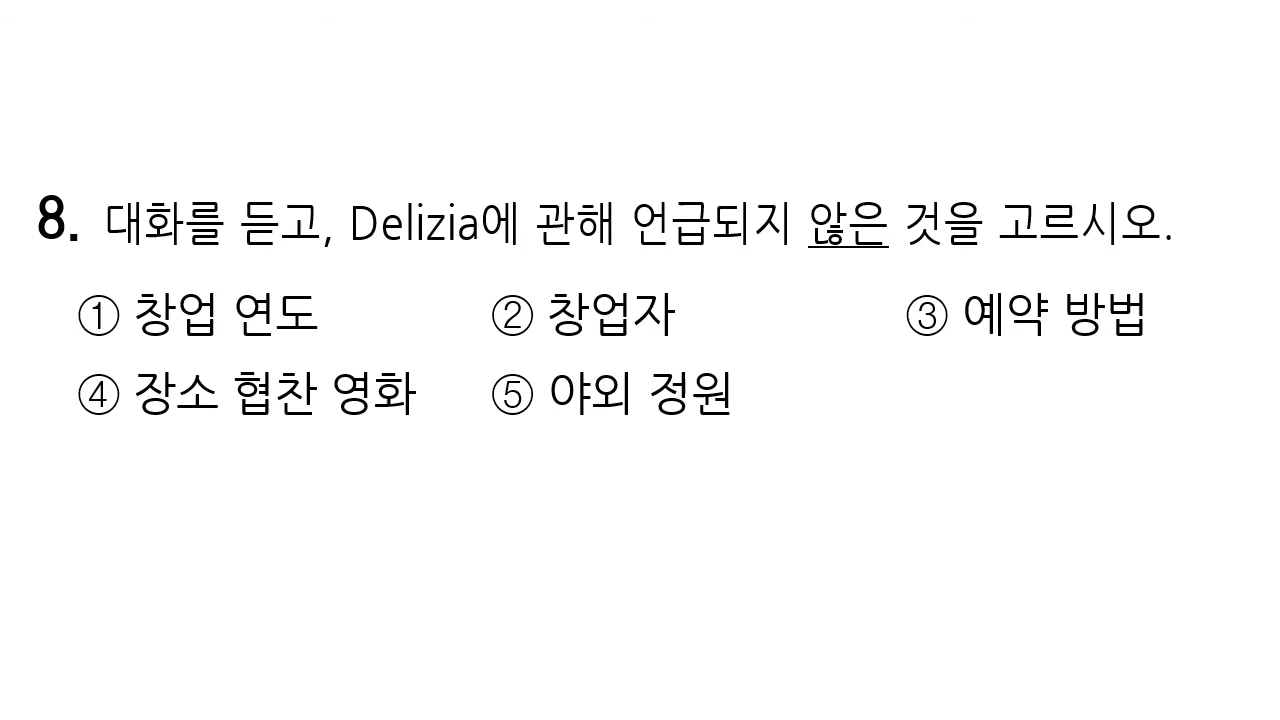 8. 대화를 듣고, Delizia에 관해 언급되지 않은 것을 고르시오.
① 창업 연도 ② 창업자 ③ 예약 방법
④ 장소 협찬 영화 ⑤ 야외 정원